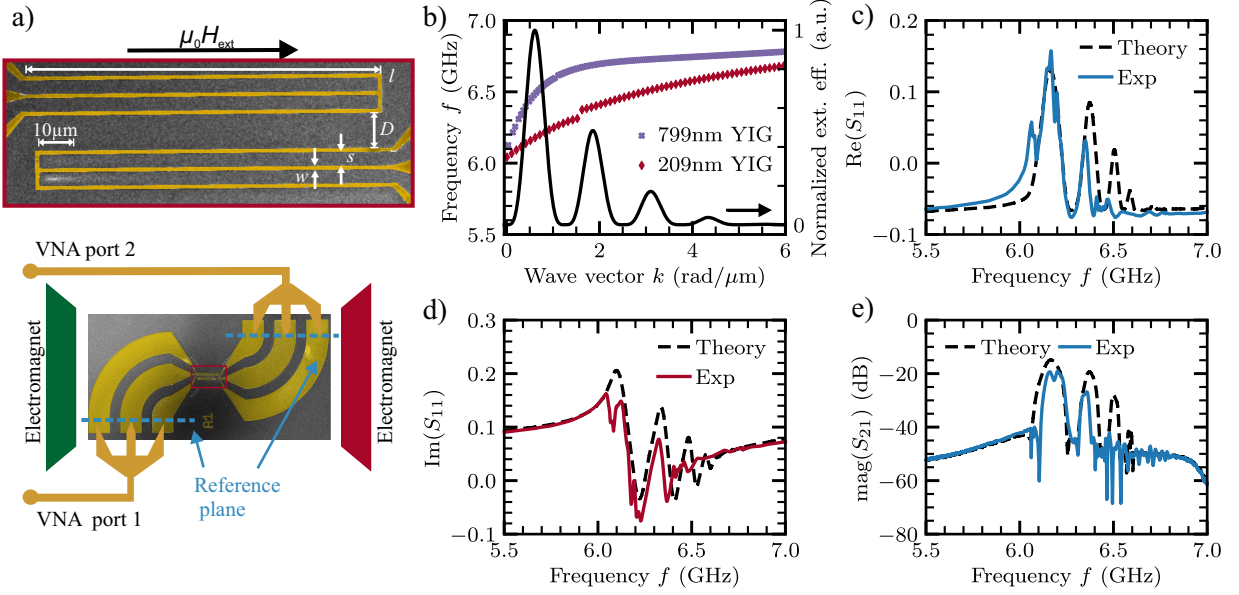 a)
μ₀H_ext
l
10μm
D
s
w
VNA port 2
Electromagnet
Electromagnet
A1
Reference
plane
VNA port 1
b)
7.0
6.5
6.0
5.5
Frequency f (GHz)
1
0
Normalized ext. eff. (a.u.)
799nm YIG
209nm YIG
0
2
4
6
Wave vector k (rad/μm)
c)
0.2
0.1
0.0
−0.1
Re(S₁₁)
Theory
Exp
5.5
6.0
6.5
7.0
Frequency f (GHz)
d)
0.3
0.2
0.1
0.0
−0.1
Im(S₁₁)
Theory
Exp
5.5
6.0
6.5
7.0
Frequency f (GHz)
e)
0
−20
−40
−60
−80
mag(S₂₁) (dB)
Theory
Exp
5.5
6.0
6.5
7.0
Frequency f (GHz)